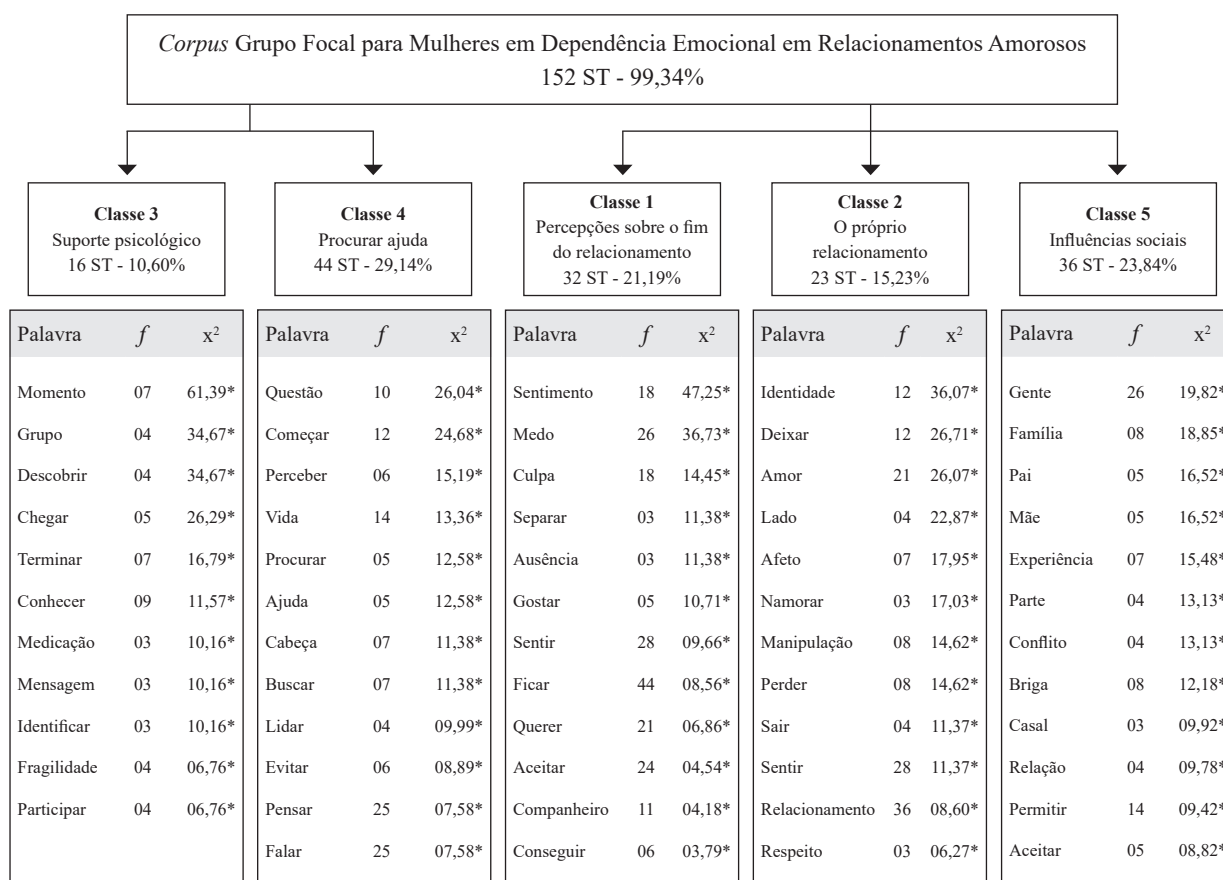 Corpus Grupo Focal para Mulheres em Dependência Emocional em Relacionamentos Amorosos
152 ST - 99,34%
Classe 3
Suporte psicológico
16 ST - 10,60%
Palavra f x²
Momento 07 61,39*
Grupo 04 34,67*
Descobrir 04 34,67*
Chegar 05 26,29*
Terminar 07 16,79*
Conhecer 09 11,57*
Medicação 03 10,16*
Mensagem 03 10,16*
Identificar 03 10,16*
Fragilidade 04 06,76*
Participar 04 06,76*
Classe 4
Procurar ajuda
44 ST - 29,14%
Palavra f x²
Questão 10 26,04*
Começar 12 24,68*
Perceber 06 15,19*
Vida 14 13,36*
Procurar 05 12,58*
Ajuda 05 12,58*
Cabeça 07 11,38*
Buscar 07 11,38*
Lidar 04 09,99*
Evitar 06 08,89*
Pensar 25 07,58*
Falar 25 07,58*
Classe 1
Percepções sobre o fim
do relacionamento
32 ST - 21,19%
Palavra f x²
Sentimento 18 47,25*
Medo 26 36,73*
Culpa 18 14,45*
Separar 03 11,38*
Ausência 03 11,38*
Gostar 05 10,71*
Sentir 28 09,66*
Ficar 44 08,56*
Querer 21 06,86*
Aceitar 24 04,54*
Companheiro 11 04,18*
Conseguir 06 03,79*
Classe 2
O próprio
relacionamento
23 ST - 15,23%
Palavra f x²
Identidade 12 36,07*
Deixar 12 26,71*
Amor 21 26,07*
Lado 04 22,87*
Afeto 07 17,95*
Namorar 03 17,03*
Manipulação 08 14,62*
Perder 08 14,62*
Sair 04 11,37*
Sentir 28 11,37*
Relacionamento 36 08,60*
Respeito 03 06,27*
Classe 5
Influências sociais
36 ST - 23,84%
Palavra f x²
Gente 26 19,82*
Família 08 18,85*
Pai 05 16,52*
Mãe 05 16,52*
Experiência 07 15,48*
Parte 04 13,13*
Conflito 04 13,13*
Briga 08 12,18*
Casal 03 09,92*
Relação 04 09,78*
Permitir 14 09,42*
Aceitar 05 08,82*